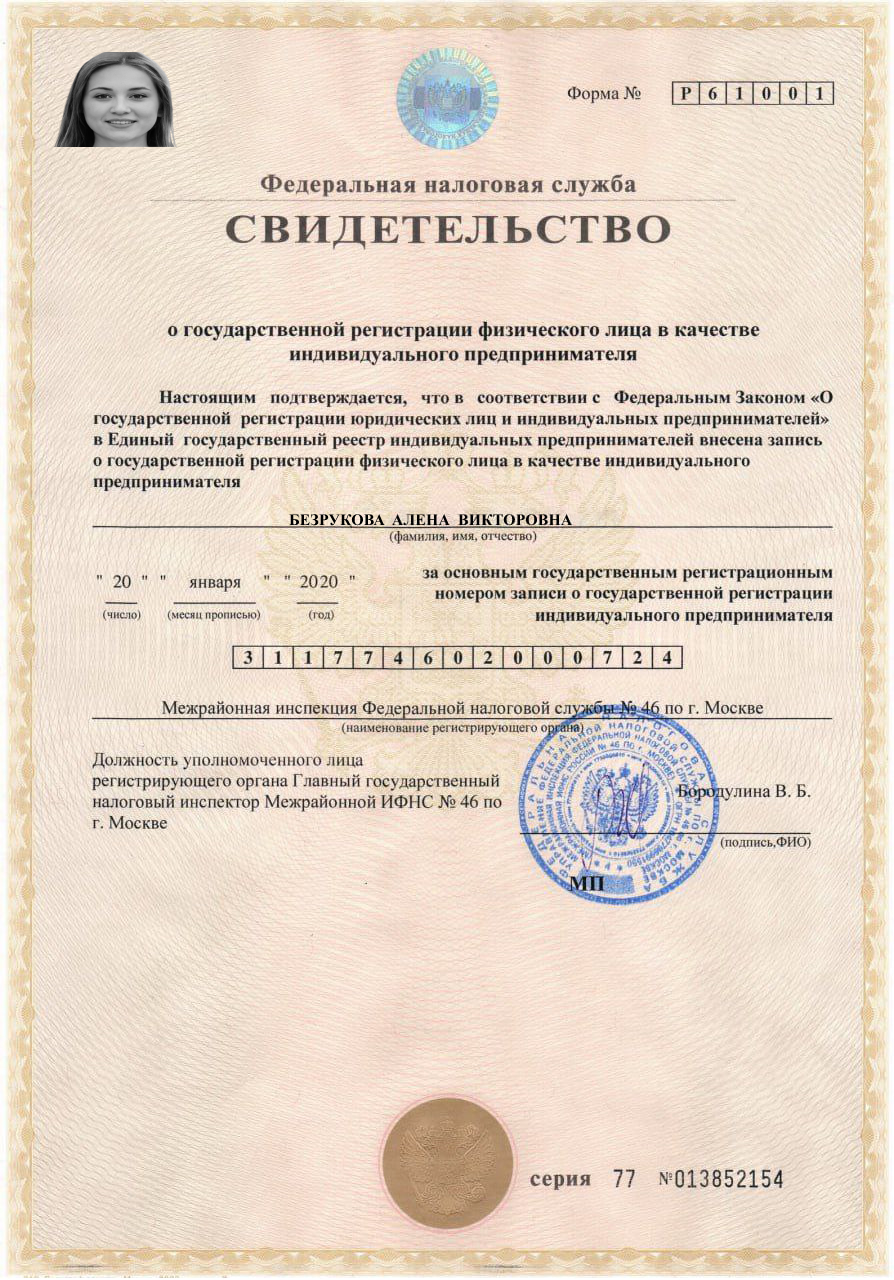 Форма № Р 6 1 0 0 1
Федеральная налоговая служба
СВИДЕТЕЛЬСТВО
о государственной регистрации физического лица в качестве
индивидуального предпринимателя
Настоящим подтверждается, что в соответствии с Федеральным Законом «О
государственной регистрации юридических лиц и индивидуальных предпринимателей»
в Единый государственный реестр индивидуальных предпринимателей внесена запись
о государственной регистрации физического лица в качестве индивидуального
предпринимателя
БЕЗРУКОВА АЛЕНА ВИКТОРОВНА
(фамилия, имя, отчество)
" 20 " " января " " 2020 "
(число) (месяц прописью) (год)
за основным государственным регистрационным
номером записи о государственной регистрации
индивидуального предпринимателя
3 1 1 7 7 4 6 0 2 0 0 0 7 2 4
Межрайонная инспекция Федеральной налоговой службы № 46 по г. Москве
(наименование регистрирующего органа)
Должность уполномоченного лица
регистрирующего органа Главный государственный
налоговый инспектор Межрайонной ИФНС № 46 по
г. Москве
Бородулина В. Б.
(подпись,ФИО)
МП
ФЕДЕРАЛЬНАЯ НАЛОГОВАЯ СЛУЖБА
серия 77 №013852154